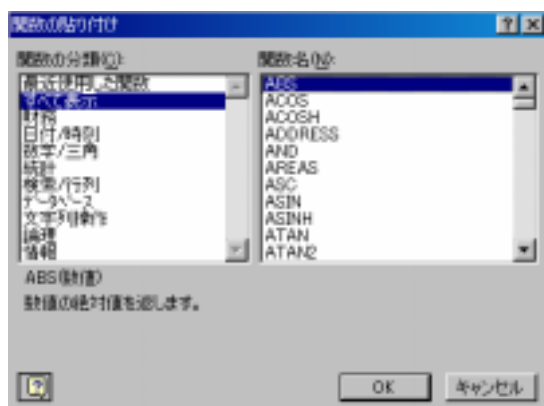 関数の貼り付け
関数の分類(C):
最近使用した関数
すべて表示
財務
日付/時刻
数学/三角
統計
検索/行列
データベース
文字列操作
論理
情報
関数名(N):
ABS
ACOS
ACOSH
ADDRESS
AND
AREAS
ASC
ASIN
ASINH
ATAN
ATAN2
ABS(数値)
数値の絶対値を返します。
OK
キャンセル